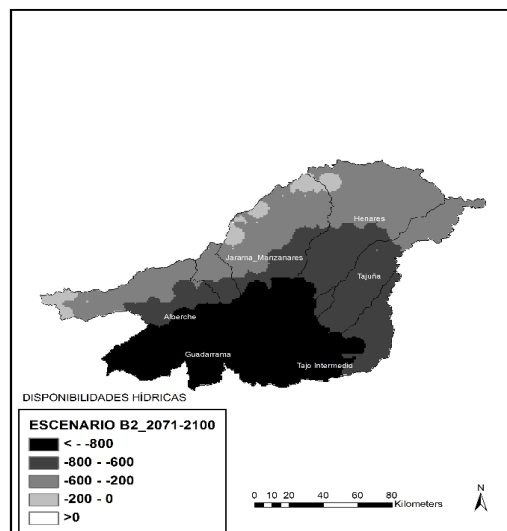 Henares
Jarama_Manzanares
Tajuña
Alberche
Guadarrama
Tajo Intermedio
DISPONIBILIDADES HÍDRICAS
ESCENARIO B2_2071-2100
< - -800
-800 - -600
-600 - -200
-200 - 0
>0
0 10 20 40 60 80
Kilometers
N